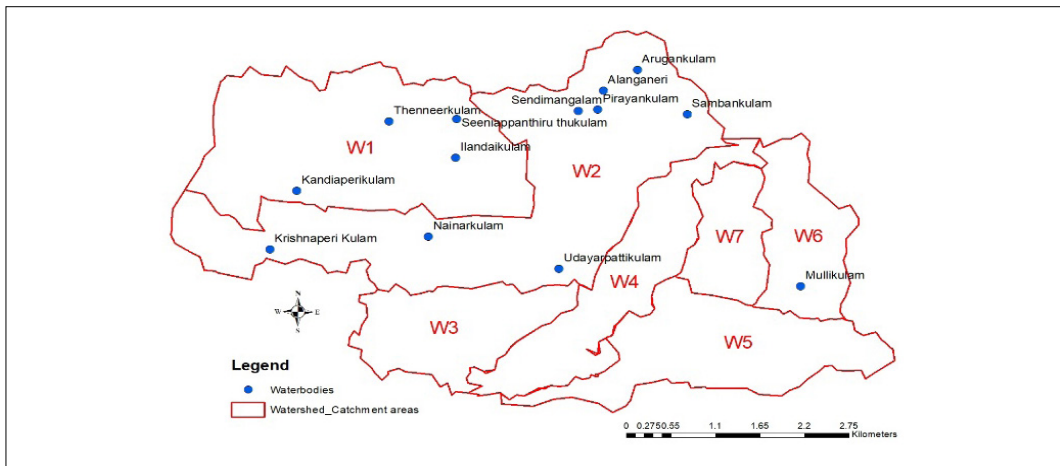 Arugankulam
Alanganeri
Sendimangalam
Pirayankulam
Sambankulam
Thenneerkulam
Seeniappanthiru thukulam
W1
Ilandaikulam
W2
Kandiaperikulam
Nainarkulam
W7
W6
Krishnaperi Kulam
Udayarpattikulam
W4
Mullikulam
N
W
E
S
W3
W5
Legend
Waterbodies
Watershed_Catchment areas
0 0.275 0.55 1.1 1.65 2.2 2.75
Kilometers